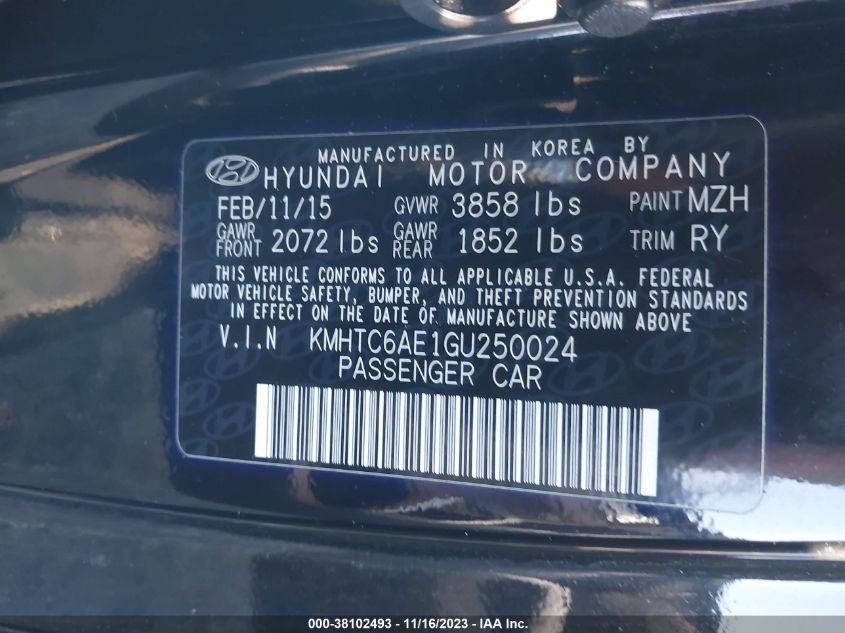 MANUFACTURED IN KOREA BY
HYUNDAI MOTOR COMPANY
FEB/11/15 GVWR 3858 lbs PAINT MZH
GAWR FRONT 2072 lbs GAWR REAR 1852 lbs TRIM RY
THIS VEHICLE CONFORMS TO ALL APPLICABLE U.S.A. FEDERAL
MOTOR VEHICLE SAFETY, BUMPER, AND THEFT PREVENTION STANDARDS
IN EFFECT ON THE DATE OF MANUFACTURE SHOWN ABOVE
V.I.N KMHTC6AE1GU250024
PASSENGER CAR
000-38102493 - 11/16/2023 - IAA Inc.